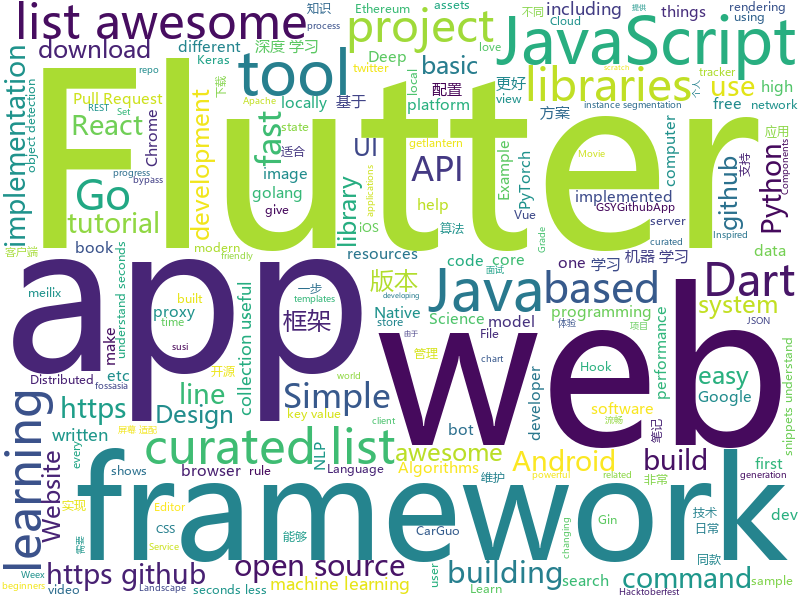 list awesome
知识
Ethereum
assets
不同
including
things
rendering
using
提供
project
JavaScript
download
different
深度 学习
Deep
Cloud
process
Keras
twitter
love
tool
basic
libraries
更好
tracker
个人
Pull Request
下载
local
配置
view
instance segmentation
scratch
implementation
object detection
repo
REST
Set
Apache
locally
基于
platform
方案
use
free
high
network
React
development
Chrome
fast
state
getlantern
UI
API
Example
PyTorch
computer
github
Python
应用
支持
Components
Flutter
progress
bypass
Go
golang
适合
image
iOS
applications
help
Movie
implemented
GSYGithubApp
Vue
server
Inspired
curated
tutorial
library
give
算法
客户端
modern
friendly
book
resources
code
core
one
学习
机器 学习
Grade
data
app
web
meilix
understand seconds
built
templates
版本
Java
based
Dart
一步
proxy
store
developing
Native
Science
model
programming
system
time
make
框架
File
面试
体验
项目
JSON
performance
Distributed
etc
collection useful
susi
world
chart
由于
Hook
Google
fossasia
开源
line
Simple
管理
developer
easy
snippets understand
https
Design
key value
software
流畅
笔记
written
curated list
bot
NLP
client
Language
rule
browser
shows
awesome
Algorithms
维护
first
search
非常
every
屏幕 适配
Android
build
user
generation
learning
Website
framework
实现
Editor
css
能够
CarGuo
Gin
changing
related
powerful
技术
日常
dev
需要
Service
open source
command
同款
https github
building
Weex
video
Landscape
seconds less
machine learning
Learn
beginners
Hacktoberfest
sample